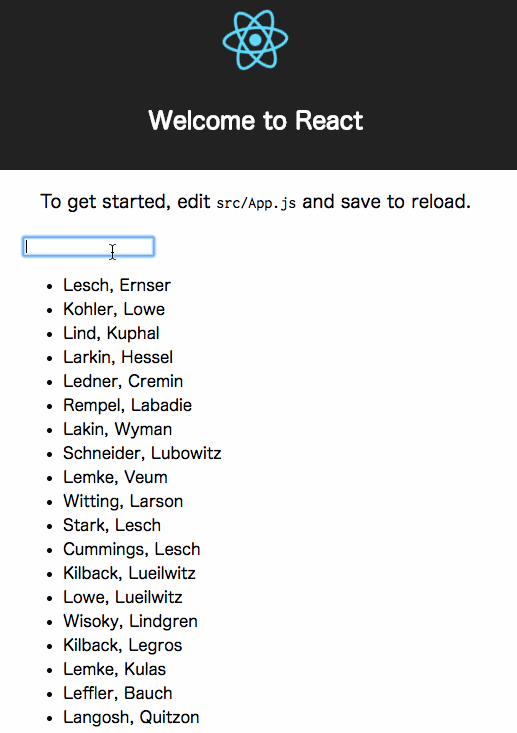 Welcome to React
To get started, edit src/App.js and save to reload.
Lesch, Ernser
Kohler, Lowe
Lind, Kuphal
Larkin, Hessel
Ledner, Cremin
Rempel, Labadie
Lakin, Wyman
Schneider, Lubowitz
Lemke, Veum
Witting, Larson
Stark, Lesch
Cummings, Lesch
Kilback, Lueilwitz
Lowe, Lueilwitz
Wisoky, Lindgren
Kilback, Legros
Lemke, Kulas
Leffler, Bauch
Langosh, Quitzon